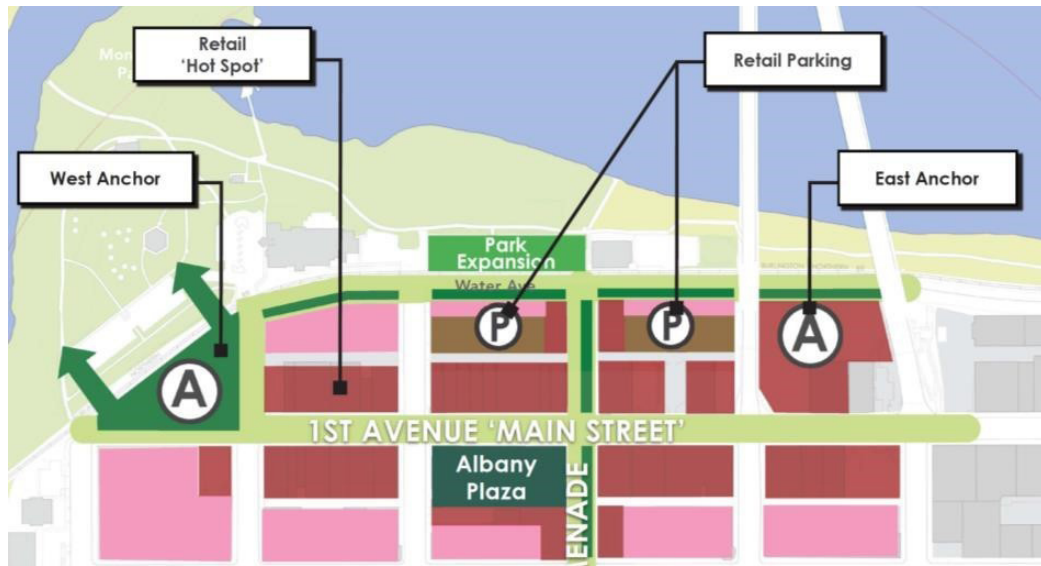 Retail
‘Hot Spot’
Retail Parking
West Anchor
East Anchor
Park
Expansion
Water Ave
P
P
A
A
1ST AVENUE ‘MAIN STREET’
Albany
Plaza